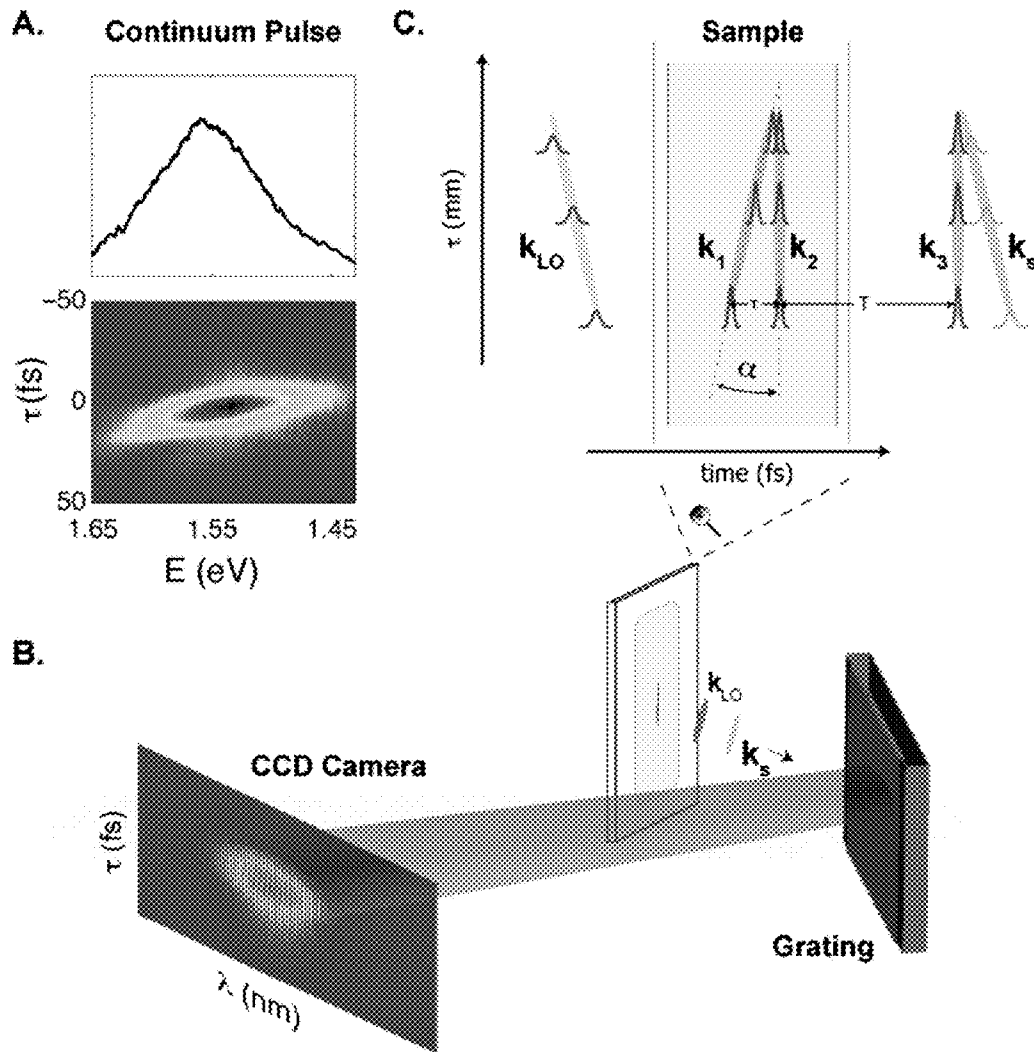 A.
Continuum Pulse
−50
0
50
τ (fs)
1.65
1.55
1.45
E (eV)
C.
Sample
τ (mm)
k_LO
k_1
k_2
k_3
k_s
τ
T
α
time (fs)
B.
CCD Camera
k_LO
k_s
τ (fs)
λ (nm)
Grating